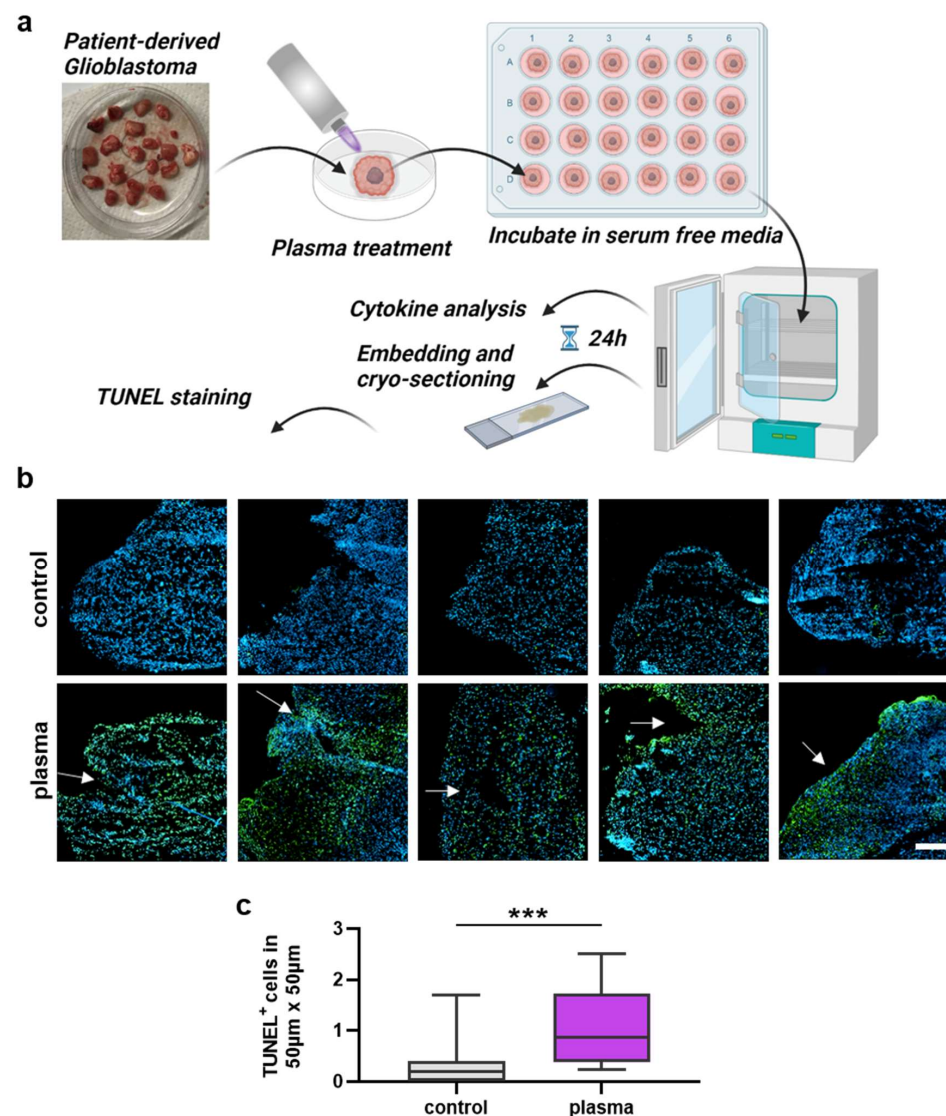 a
Patient-derived
Glioblastoma
1 2 3 4 5 6
A
B
C
D
Plasma treatment
Incubate in serum free media
Cytokine analysis
24h
Embedding and
cryo-sectioning
TUNEL staining
b
control
plasma
c
***
TUNEL⁺ cells in
50µm x 50µm
3
2
1
0
control
plasma